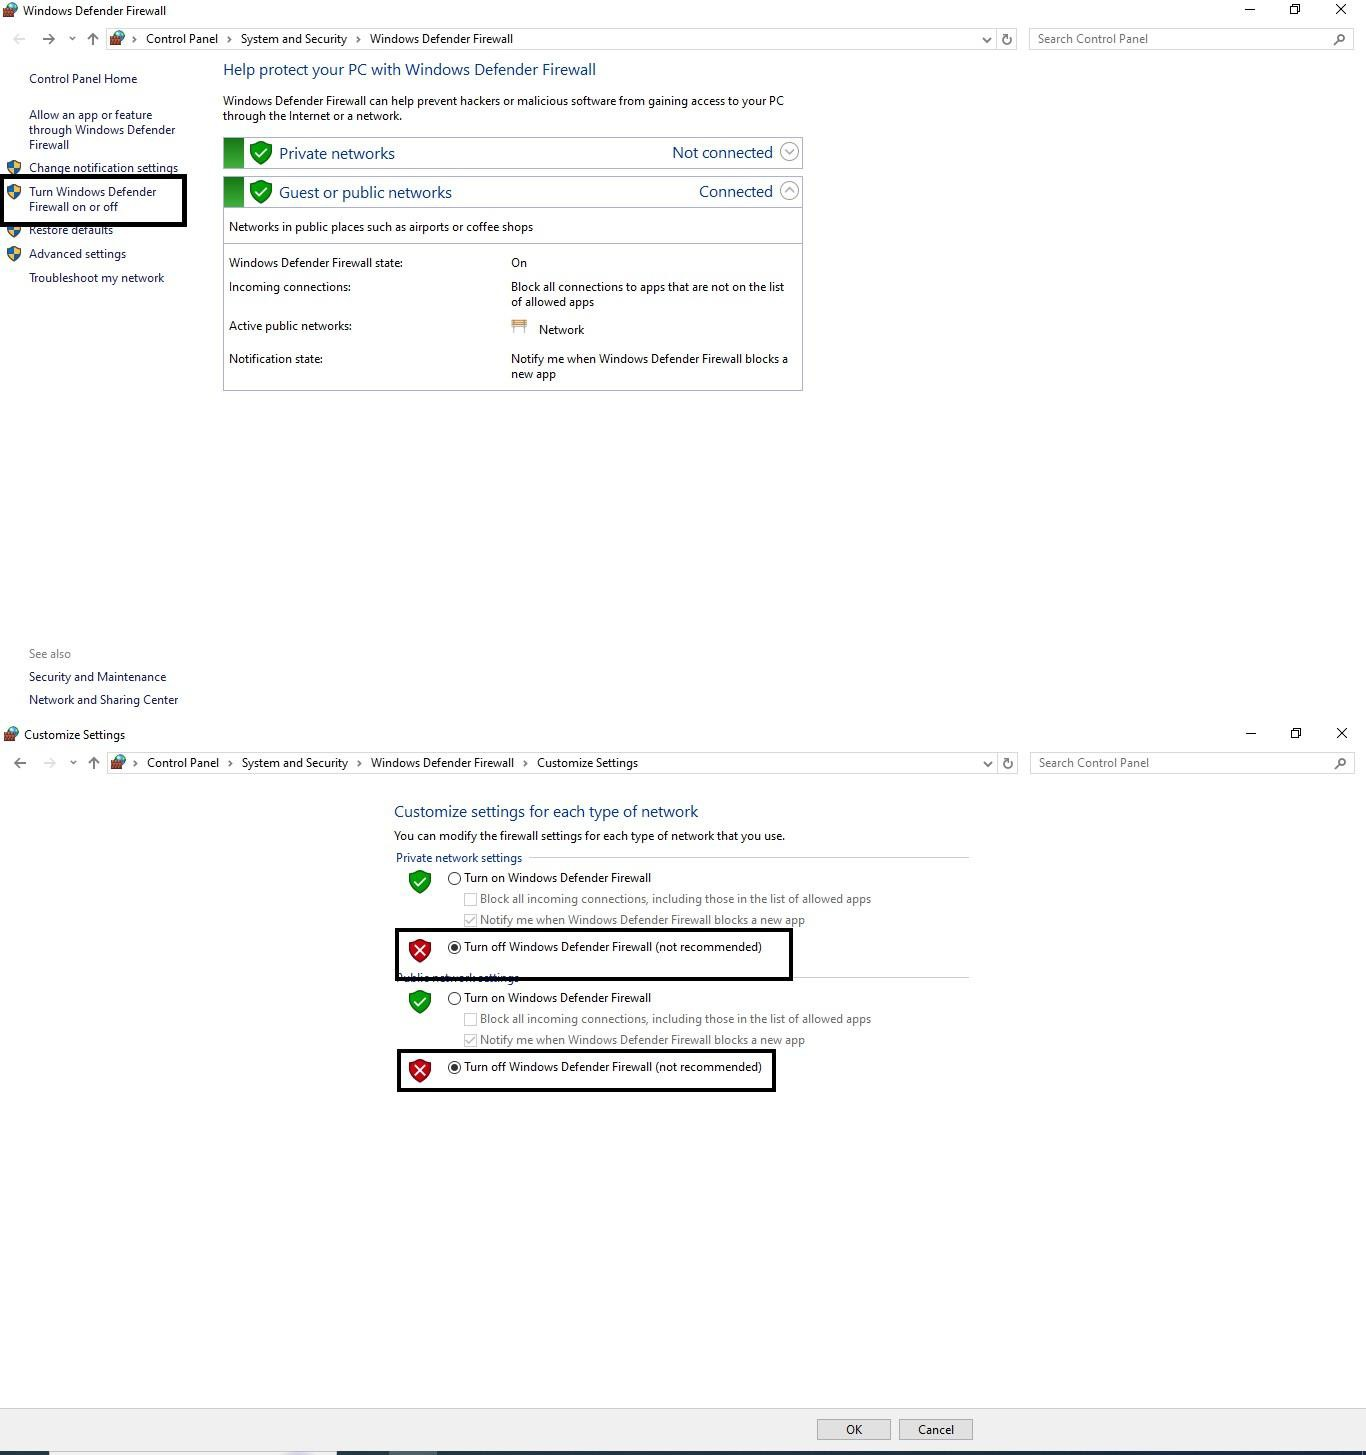 Windows Defender Firewall
Control Panel
System and Security
Windows Defender Firewall
Search Control Panel
Control Panel Home
Allow an app or feature
through Windows Defender
Firewall
Change notification settings
Turn Windows Defender
Firewall on or off
Restore defaults
Advanced settings
Troubleshoot my network
Help protect your PC with Windows Defender Firewall
Windows Defender Firewall can help prevent hackers or malicious software from gaining access to your PC
through the Internet or a network.
Private networks Not connected
Guest or public networks Connected
Networks in public places such as airports or coffee shops
Windows Defender Firewall state: On
Incoming connections: Block all connections to apps that are not on the list
of allowed apps
Active public networks: Network
Notification state: Notify me when Windows Defender Firewall blocks a
new app
See also
Security and Maintenance
Network and Sharing Center
Customize Settings
Control Panel
System and Security
Windows Defender Firewall
Customize Settings
Search Control Panel
Customize settings for each type of network
You can modify the firewall settings for each type of network that you use.
Private network settings
Turn on Windows Defender Firewall
Block all incoming connections, including those in the list of allowed apps
Notify me when Windows Defender Firewall blocks a new app
Turn off Windows Defender Firewall (not recommended)
Public network settings
Turn on Windows Defender Firewall
Block all incoming connections, including those in the list of allowed apps
Notify me when Windows Defender Firewall blocks a new app
Turn off Windows Defender Firewall (not recommended)
OK
Cancel